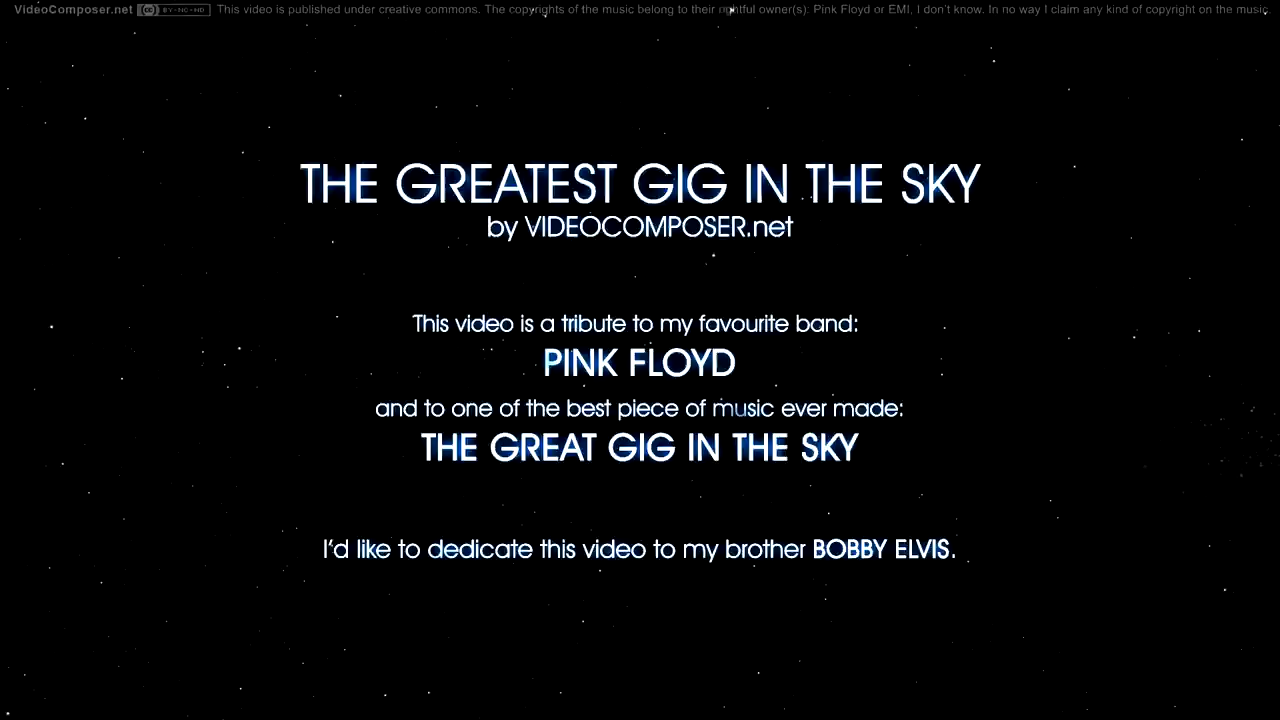 VideoComposer.net cc BY-NC-ND This video is published under creative commons. The copyrights of the music belong to their rightful owner(s): Pink Floyd or EMI, I don't know. In no way I claim any kind of copyright on the music.
THE GREATEST GIG IN THE SKY
by VIDEOCOMPOSER.net
This video is a tribute to my favourite band:
PINK FLOYD
and to one of the best piece of music ever made:
THE GREAT GIG IN THE SKY
I'd like to dedicate this video to my brother BOBBY ELVIS.